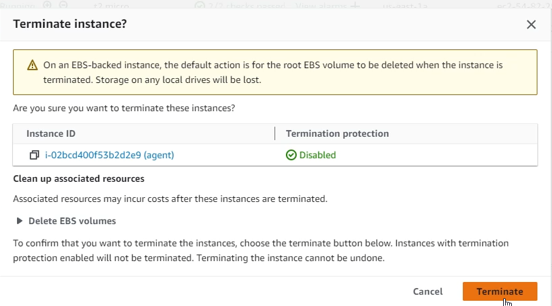 Terminate instance?
On an EBS-backed instance, the default action is for the root EBS volume to be deleted when the instance is
terminated. Storage on any local drives will be lost.
Are you sure you want to terminate these instances?
Instance ID
Termination protection
i-02bcd400f53b2d2e9 (agent)
Disabled
Clean up associated resources
Associated resources may incur costs after these instances are terminated.
Delete EBS volumes
To confirm that you want to terminate the instances, choose the terminate button below. Instances with termination
protection enabled will not be terminated. Terminating the instance cannot be undone.
Cancel
Terminate